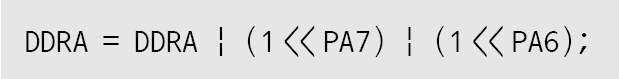 DDRA = DDRA | (1<<PA7) | (1<<PA6);